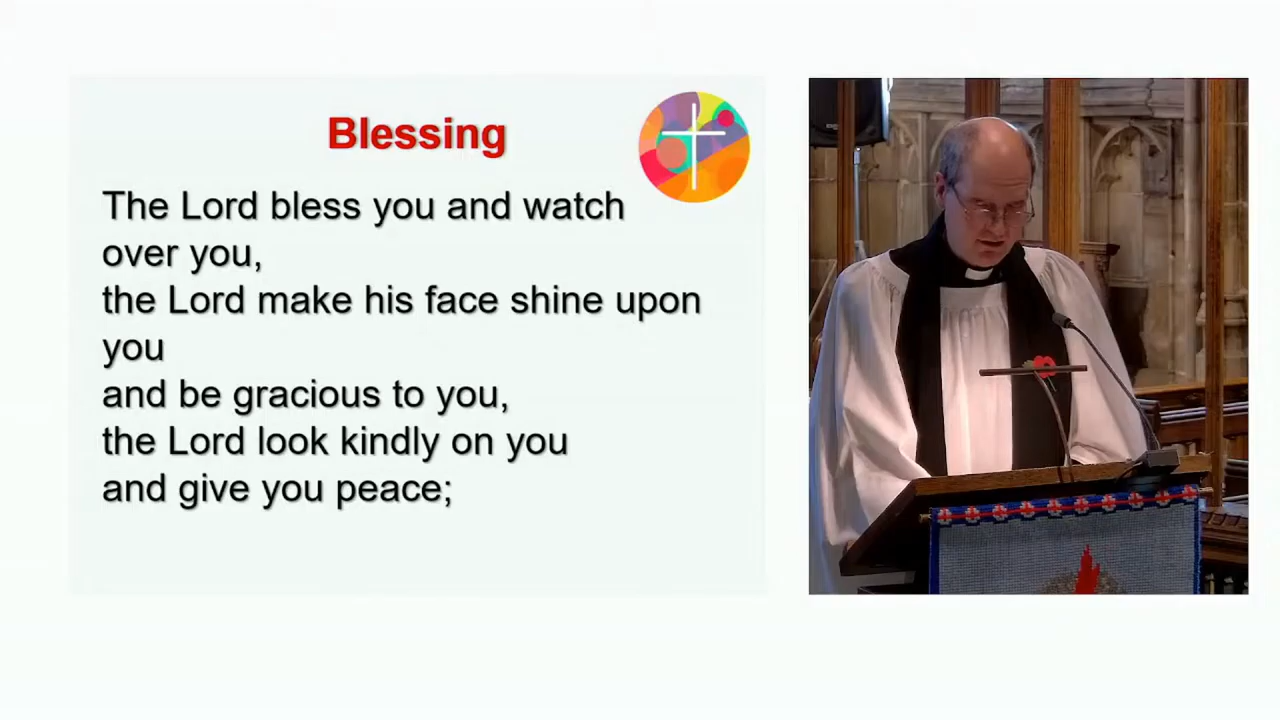 Blessing
The Lord bless you and watch
over you,
the Lord make his face shine upon
you
and be gracious to you,
the Lord look kindly on you
and give you peace;